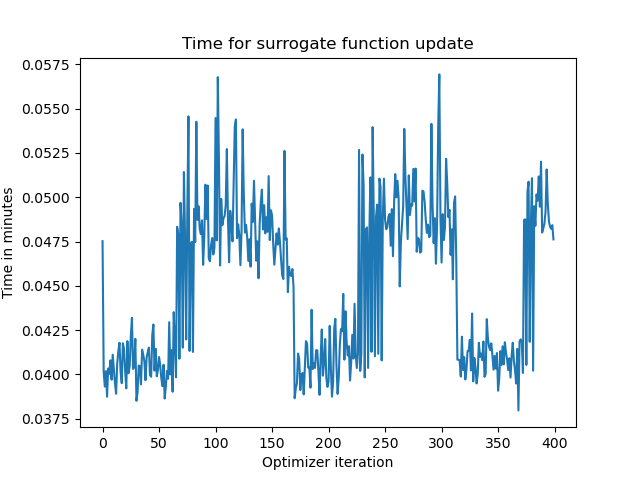 Time for surrogate function update
Time in minutes
0.0575
0.0550
0.0525
0.0500
0.0475
0.0450
0.0425
0.0400
0.0375
0 50 100 150 200 250 300 350 400
Optimizer iteration